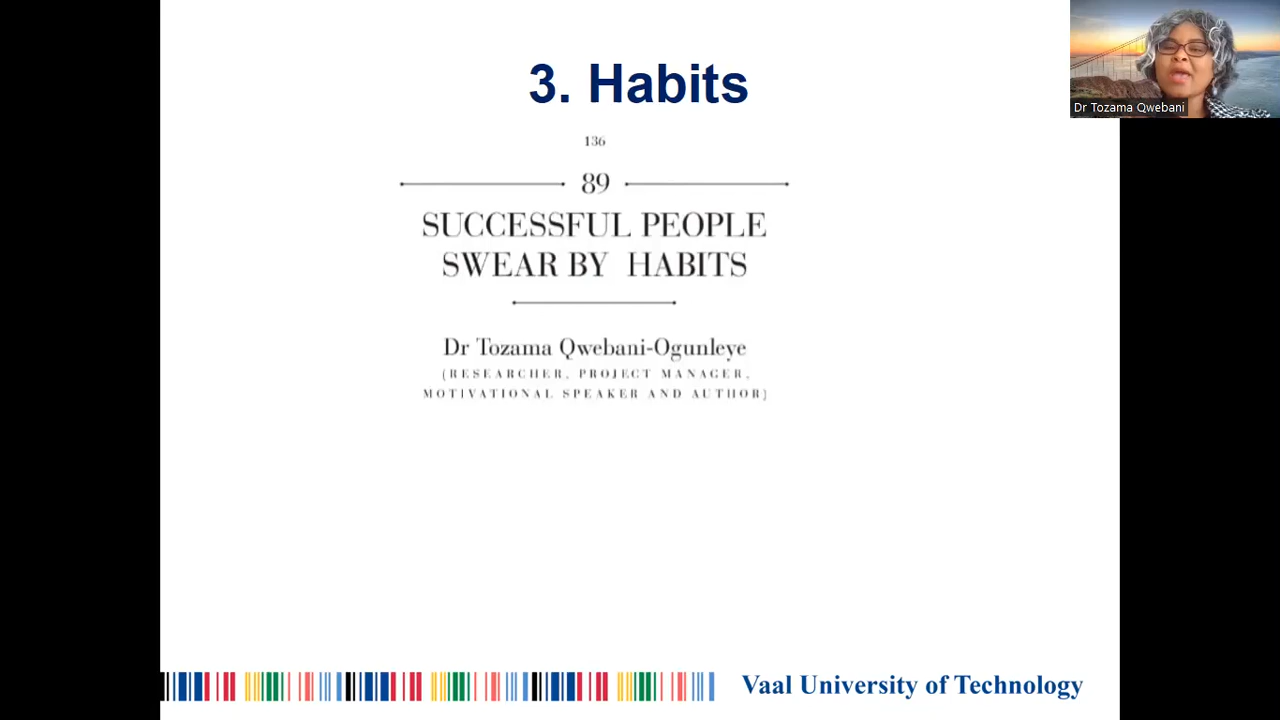 3. Habits
Dr Tozama Qwebani
136
89
SUCCESSFUL PEOPLE
SWEAR BY HABITS
Dr Tozama Qwebani-Ogunleye
(RESEARCHER, PROJECT MANAGER,
MOTIVATIONAL SPEAKER AND AUTHOR)
Vaal University of Technology